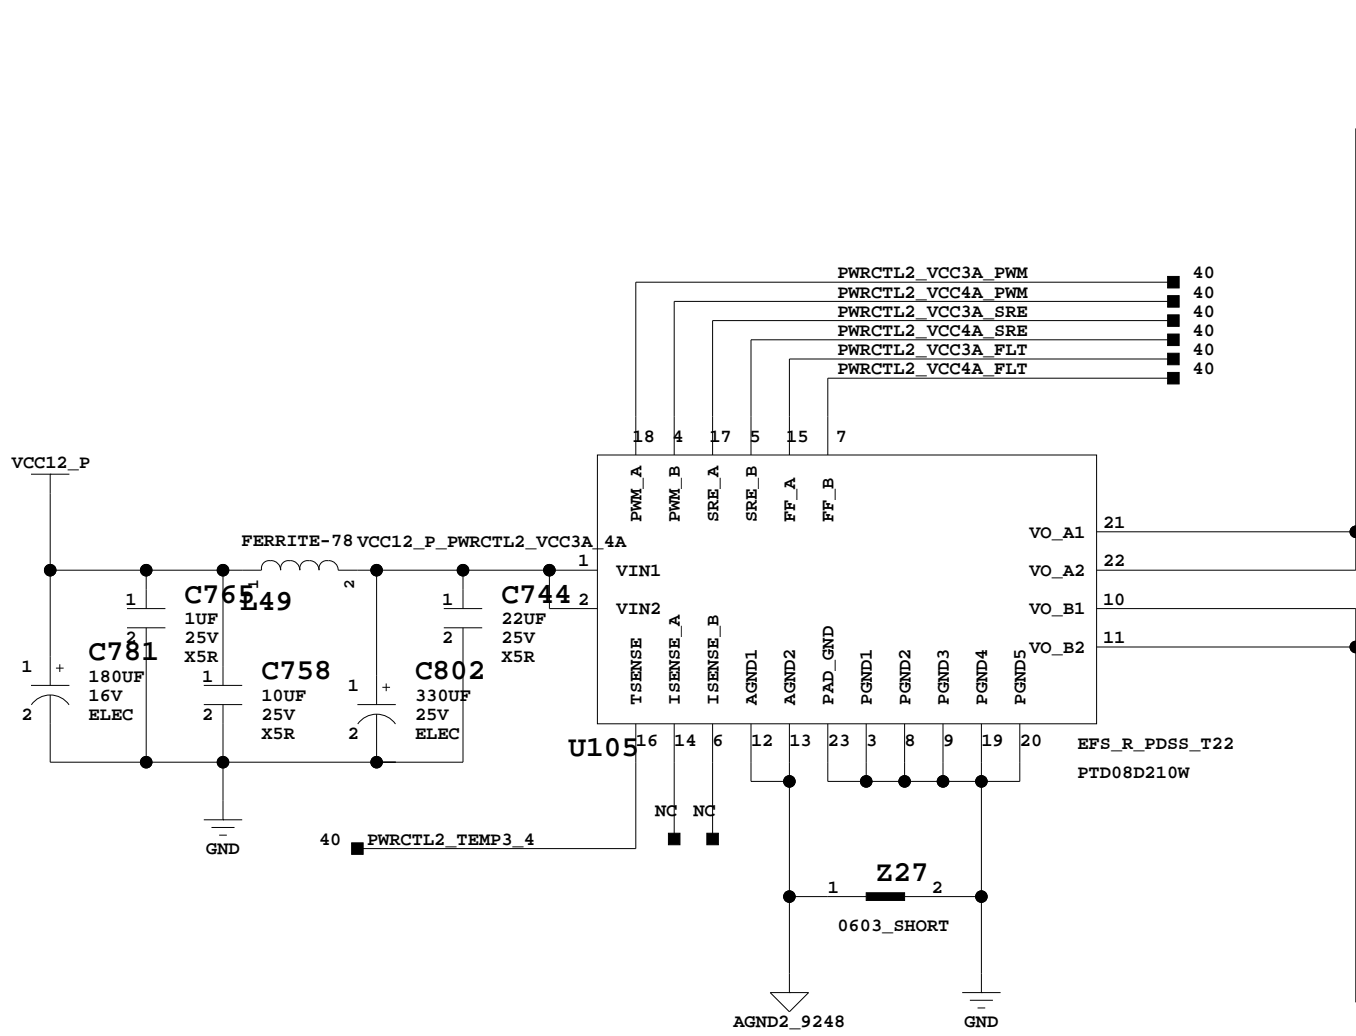 PWRCTL2_VCC3A_PWM 40
PWRCTL2_VCC4A_PWM 40
PWRCTL2_VCC3A_SRE 40
PWRCTL2_VCC4A_SRE 40
PWRCTL2_VCC3A_FLT 40
PWRCTL2_VCC4A_FLT 40
18 4 17 5 15 7
PWM_A PWM_B SRE_A SRE_B FF_A FF_B
VCC12_P
FERRITE-78 VCC12_P_PWRCTL2_VCC3A_4A
1 2
L49
1 VIN1
2 VIN2
VO_A1 21
VO_A2 22
VO_B1 10
VO_B2 11
1 2
C765
1UF
25V
X5R
1 2
C744
22UF
25V
X5R
1 + 2
C781
180UF
16V
ELEC
1 2
C758
10UF
25V
X5R
1 + 2
C802
330UF
25V
ELEC
TSENSE ISENSE_A ISENSE_B AGND1 AGND2 PAD_GND PGND1 PGND2 PGND3 PGND4 PGND5
U105
16 14 6 12 13 23 3 8 9 19 20
EFS_R_PDSS_T22
PTD08D210W
NC NC
40 PWRCTL2_TEMP3_4
GND
Z27
1 2
0603_SHORT
AGND2_9248
GND